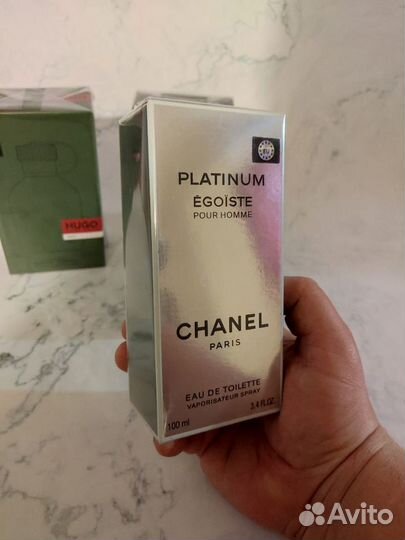 HUGO
PLATINUM
ÉGOÏSTE
POUR HOMME
CHANEL
PARIS
EAU DE TOILETTE
VAPORISATEUR SPRAY
100 ml
3.4 FL.OZ
Avito